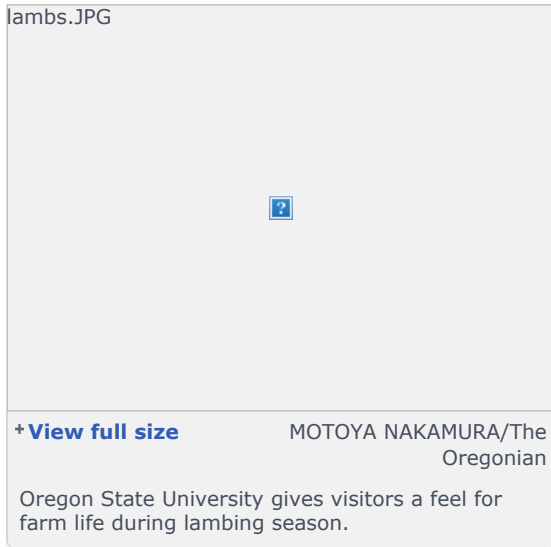 lambs.JPG
?
+View full size MOTOYA NAKAMURA/The
Oregonian
Oregon State University gives visitors a feel for
farm life during lambing season.